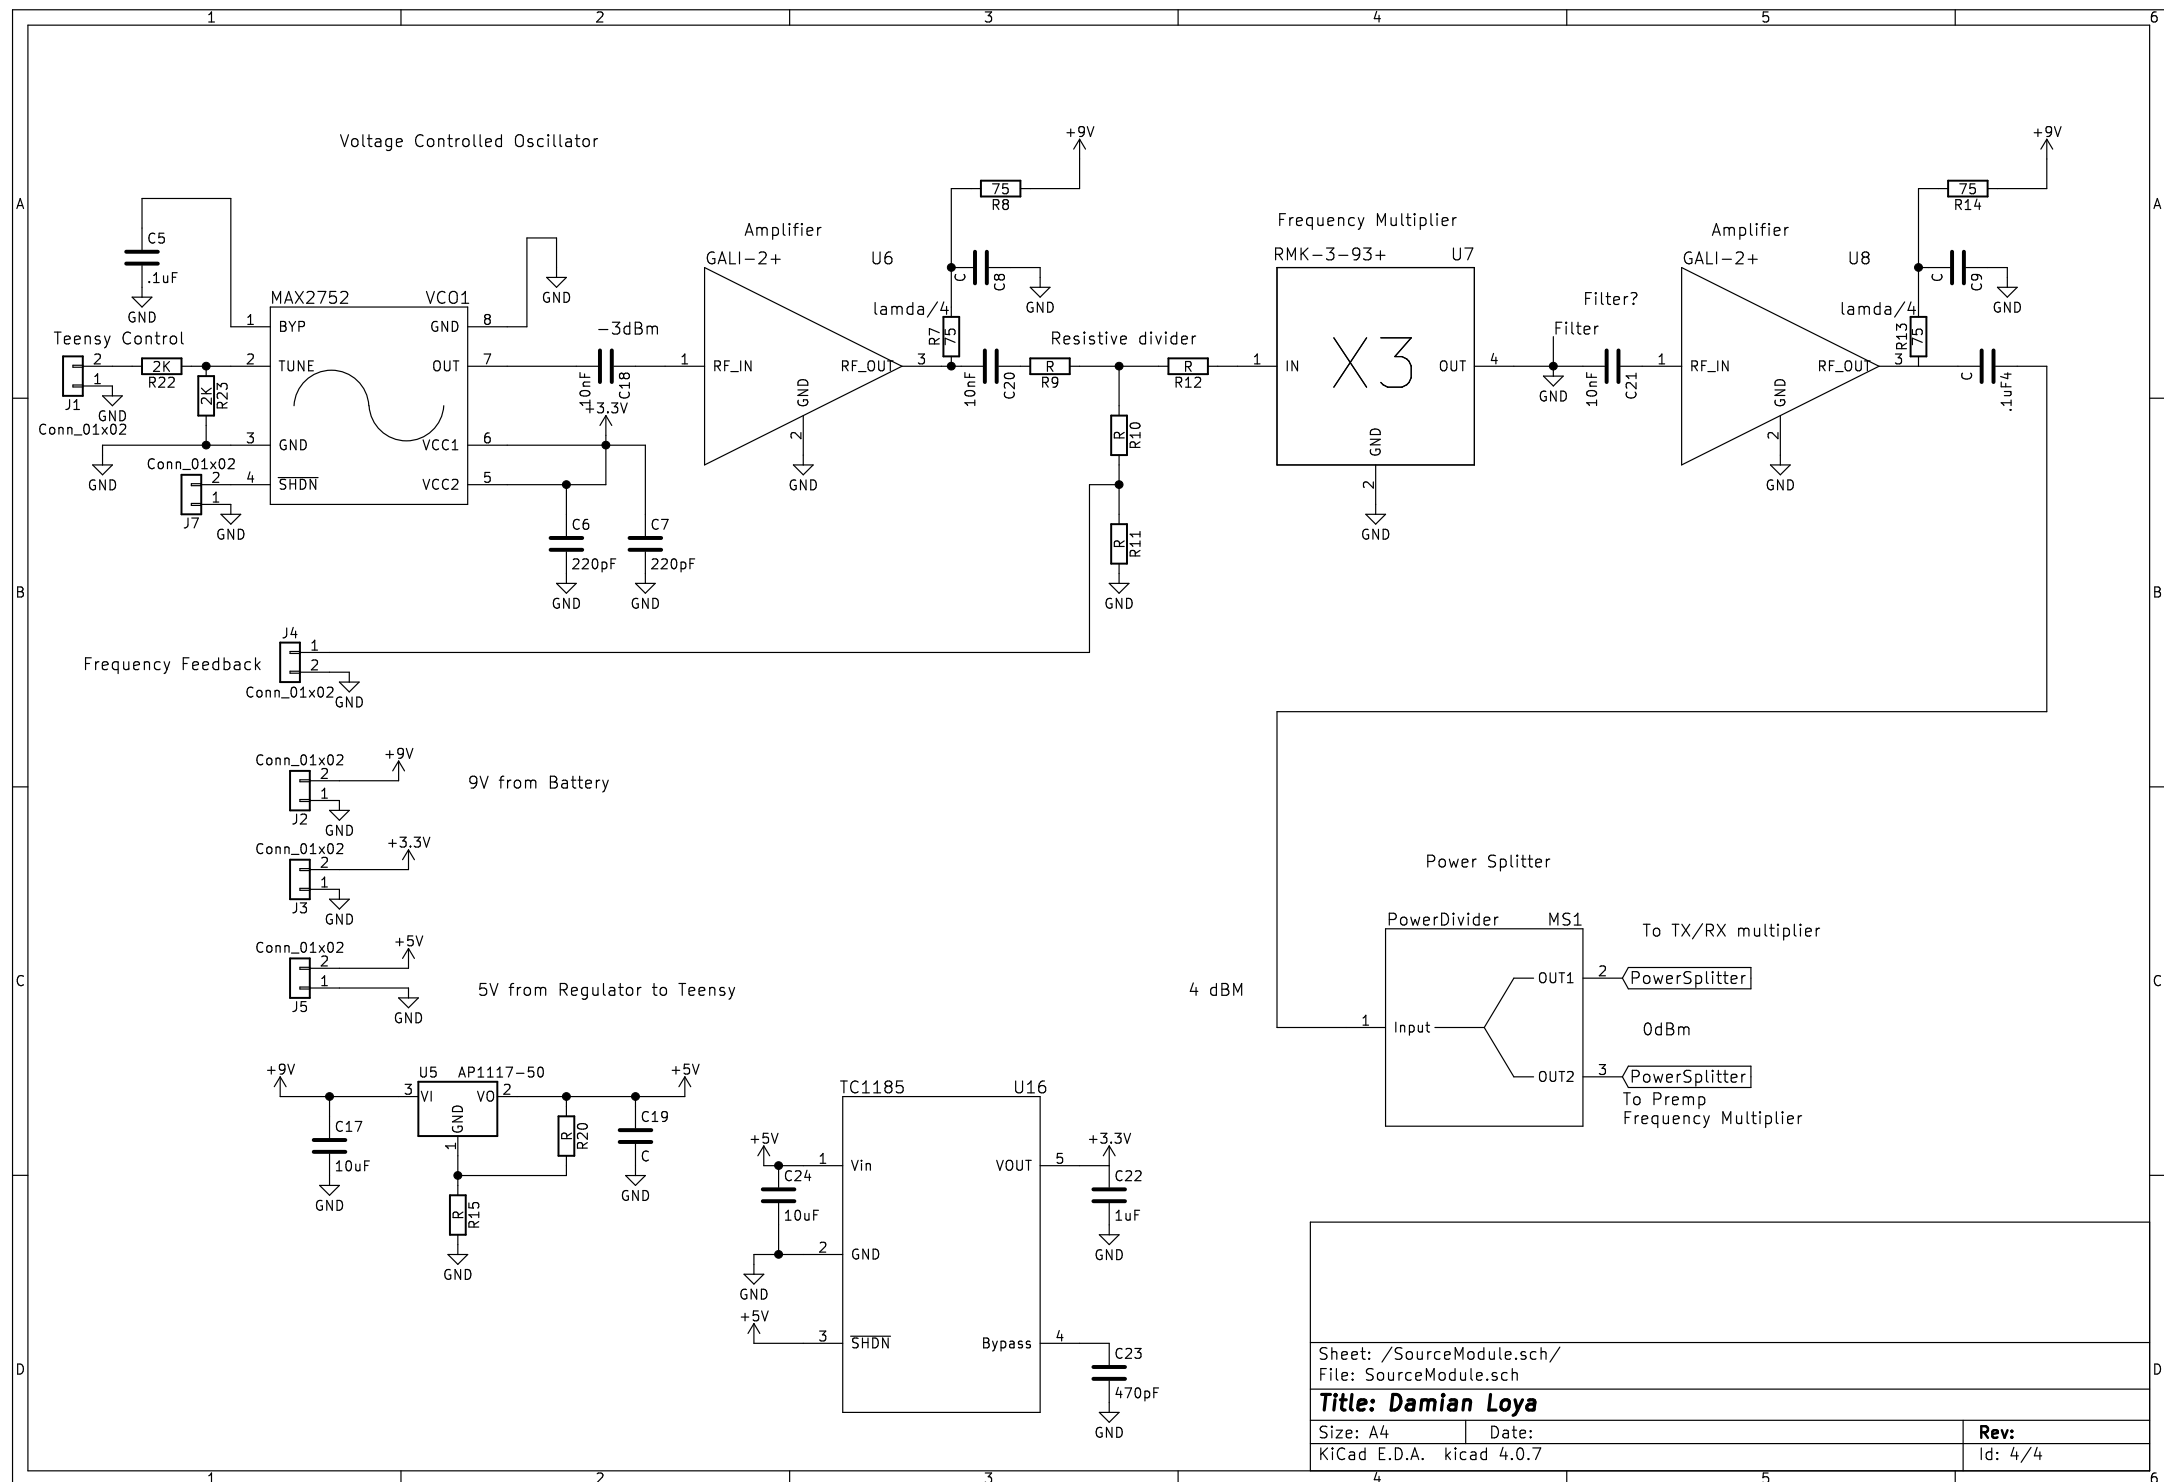 1 2 3 4 5 6
A
B
C
D
Voltage Controlled Oscillator
C5
.1uF
GND
MAX2752 VCO1
1 BYP
2 TUNE
3 GND
4 SHDN
GND 8
OUT 7
VCC1 6
VCC2 5
GND
Teensy Control
2
1
J1
Conn_01x02
GND
2K
R22
2K
R23
GND
Conn_01x02
2
1
J7
GND
-3dBm
10nF
C18
+3.3V
C6
220pF
GND
C7
220pF
GND
Amplifier
GALI-2+ U6
1 RF_IN
RF_OUT 3
GND
2
GND
+9V
75
R8
C
C8
GND
lamda/4
R7
75
10nF
C20
Resistive divider
R
R9
R
R12
R
R10
R
R11
GND
Frequency Multiplier
RMK-3-93+ U7
1 IN
X3
OUT 4
GND
2
GND
Filter?
Filter
GND
10nF
C21
Amplifier
GALI-2+ U8
1 RF_IN
RF_OUT 3
GND
2
GND
+9V
75
R14
C
C9
GND
lamda/4
R13
75
C
.1uF4
Frequency Feedback
J4
1
2
Conn_01x02
GND
Conn_01x02
2
1
J2
+9V
GND
9V from Battery
Conn_01x02
2
1
J3
+3.3V
GND
Conn_01x02
2
1
J5
+5V
GND
5V from Regulator to Teensy
Power Splitter
PowerDivider MS1
4 dBM
1 Input
OUT1 2
OUT2 3
To TX/RX multiplier
PowerSplitter
0dBm
PowerSplitter
To Premp
Frequency Multiplier
+9V
C17
10uF
GND
U5 AP1117-50
3 VI
VO 2
GND
1
R
R15
GND
R
R20
C19
C
GND
+5V
TC1185 U16
+5V
1 Vin
C24
10uF
2 GND
GND
+5V
3 SHDN
VOUT 5
+3.3V
C22
1uF
GND
Bypass 4
C23
470pF
GND
Sheet: /SourceModule.sch/
File: SourceModule.sch
Title: Damian Loya
Size: A4 Date: Rev:
KiCad E.D.A. kicad 4.0.7 Id: 4/4
A
B
C
D
1 2 3 4 5 6